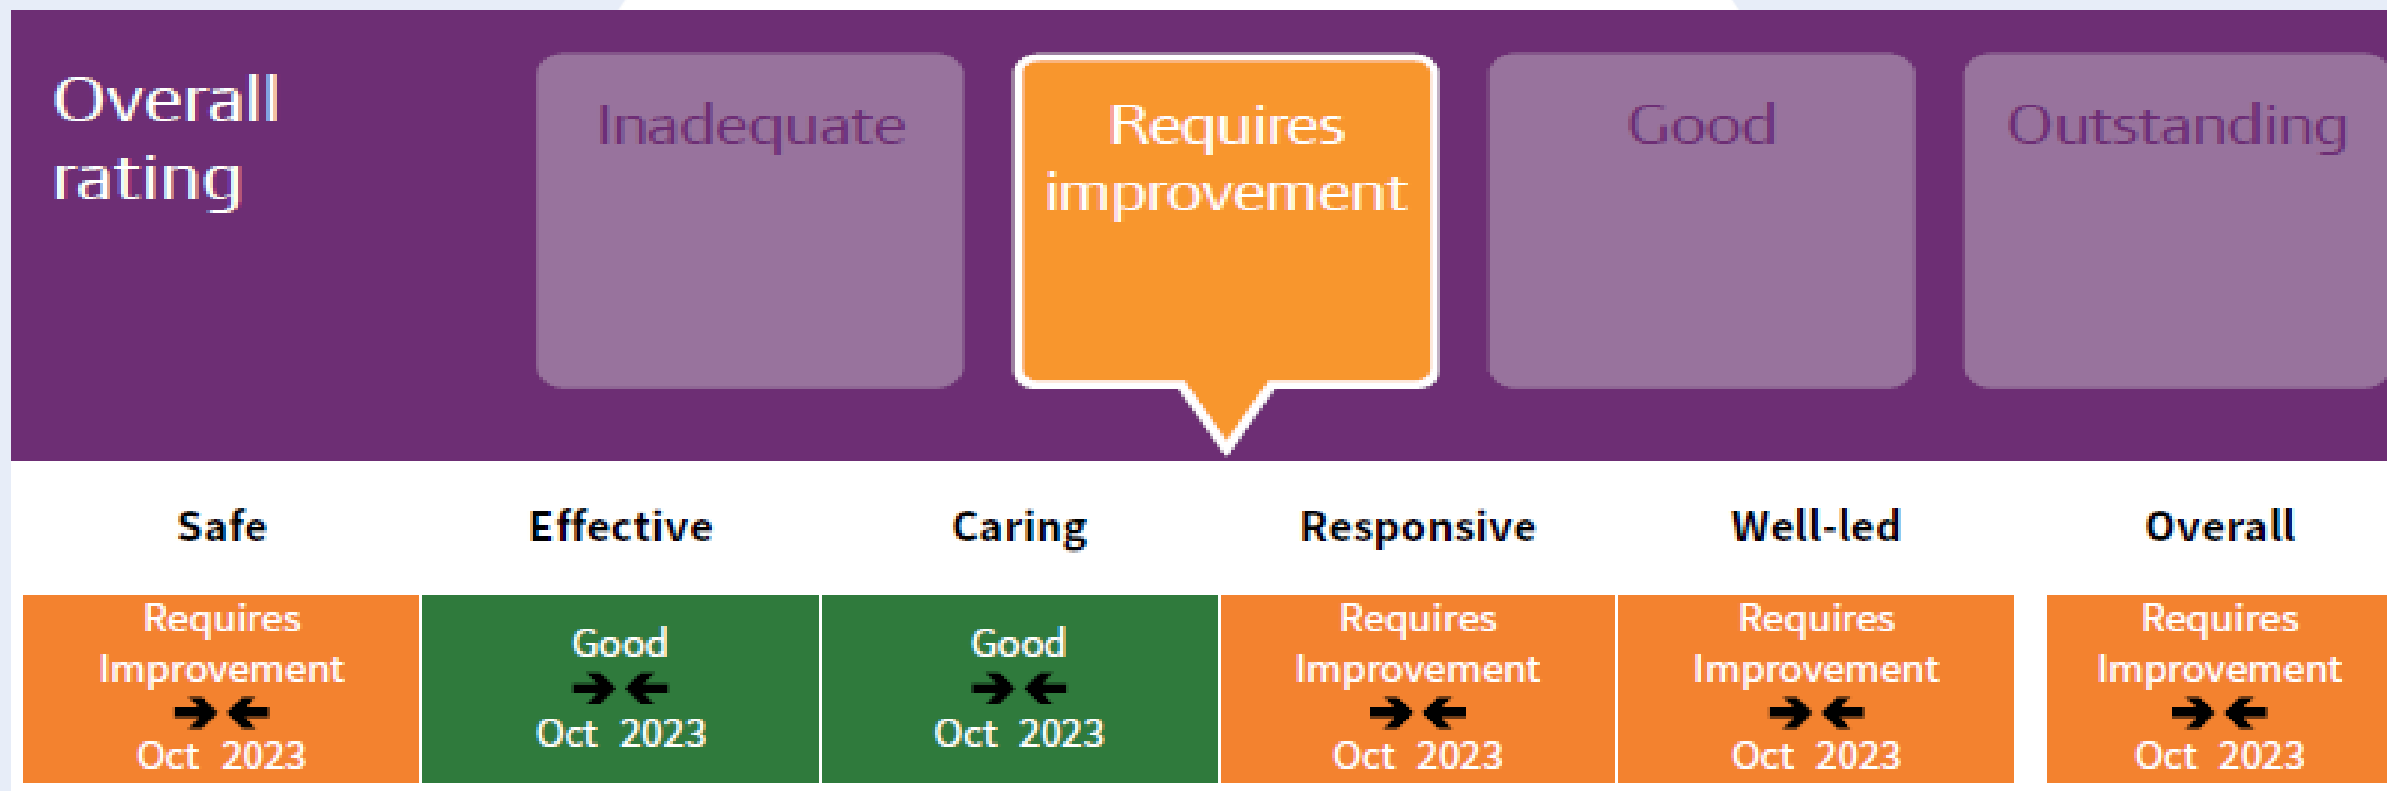 Overall
rating
Inadequate
Requires
improvement
Good
Outstanding
Safe Effective Caring Responsive Well-led Overall
Requires
Improvement
➔←
Oct 2023
Good
➔←
Oct 2023
Good
➔←
Oct 2023
Requires
Improvement
➔←
Oct 2023
Requires
Improvement
➔←
Oct 2023
Requires
Improvement
➔←
Oct 2023